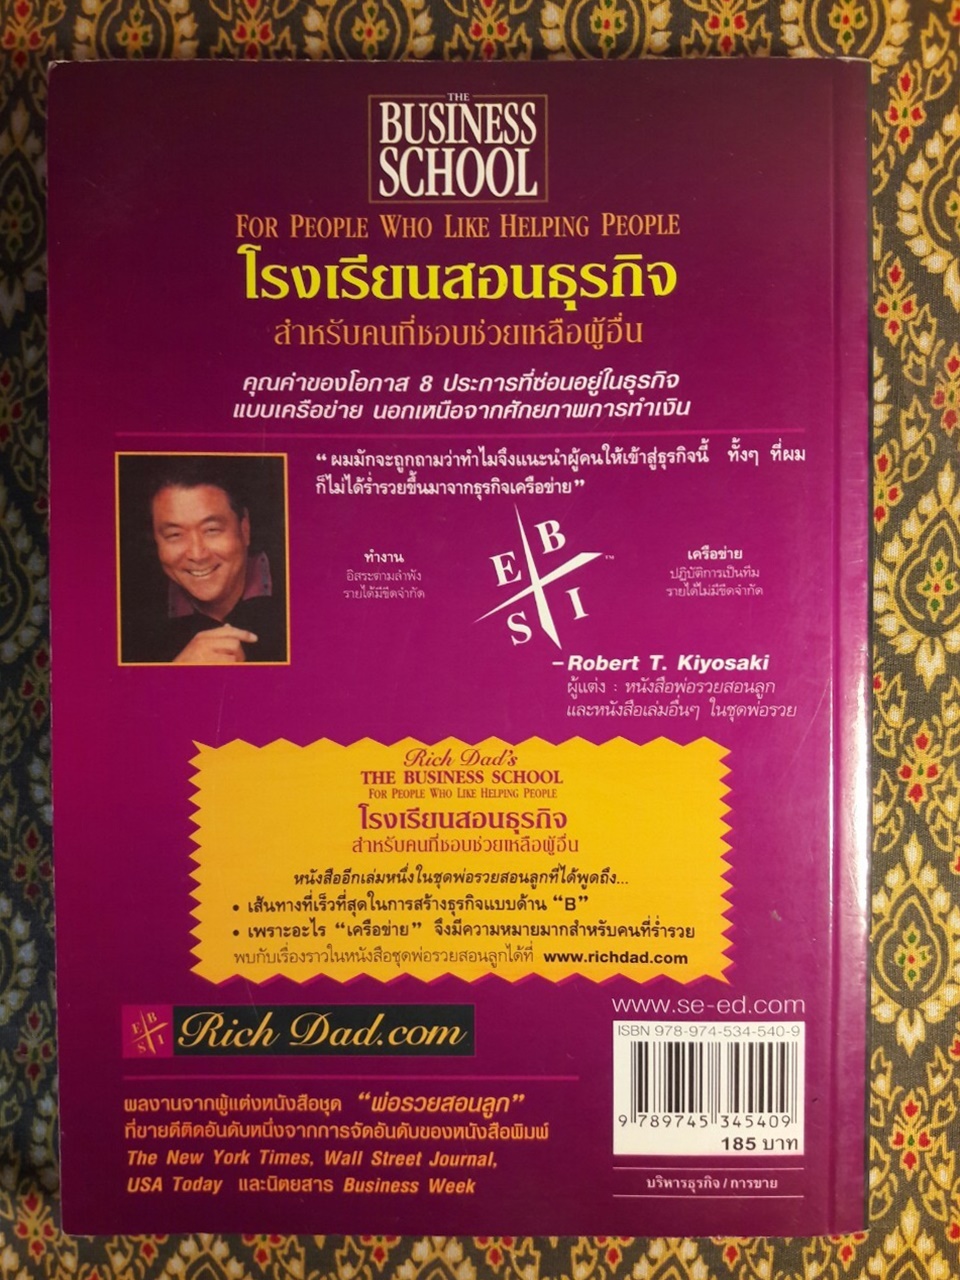 THE
BUSINESS
SCHOOL
FOR PEOPLE WHO LIKE HELPING PEOPLE
โรงเรียนสอนธุรกิจ
สำหรับคนที่ชอบช่วยเหลือผู้อื่น
คุณค่าของโอกาส 8 ประการที่ซ่อนอยู่ในธุรกิจ
แบบเครือข่าย นอกเหนือจากศักยภาพการทำเงิน
“ ผมมักจะถูกถามว่าทำไมจึงแนะนำผู้คนให้เข้าสู่ธุรกิจนี้ ทั้งๆ ที่ผม
ก็ไม่ได้ร่ำรวยขึ้นมาจากธุรกิจเครือข่าย”
ทำงาน
อิสระตามลำพัง
รายได้มีขีดจำกัด
E B
S I
™
เครือข่าย
ปฏิบัติการเป็นทีม
รายได้ไม่มีขีดจำกัด
– Robert T. Kiyosaki
ผู้แต่ง : หนังสือพ่อรวยสอนลูก
และหนังสือเล่มอื่นๆ ในชุดพ่อรวย
Rich Dad's
THE BUSINESS SCHOOL
FOR PEOPLE WHO LIKE HELPING PEOPLE
โรงเรียนสอนธุรกิจ
สำหรับคนที่ชอบช่วยเหลือผู้อื่น
หนังสืออีกเล่มหนึ่งในชุดพ่อรวยสอนลูกที่ได้พูดถึง...
• เส้นทางที่เร็วที่สุดในการสร้างธุรกิจแบบด้าน “B”
• เพราะอะไร “เครือข่าย” จึงมีความหมายมากสำหรับคนที่ร่ำรวย
พบกับเรื่องราวในหนังสือชุดพ่อรวยสอนลูกได้ที่ www.richdad.com
E B
S I
Rich Dad.com
www.se-ed.com
ISBN 978-974-534-540-9
9 789745 345409
185 บาท
บริหารธุรกิจ / การขาย
ผลงานจากผู้แต่งหนังสือชุด “พ่อรวยสอนลูก”
ที่ขายดีติดอันดับหนึ่งจากการจัดอันดับของหนังสือพิมพ์
The New York Times, Wall Street Journal,
USA Today และนิตยสาร Business Week